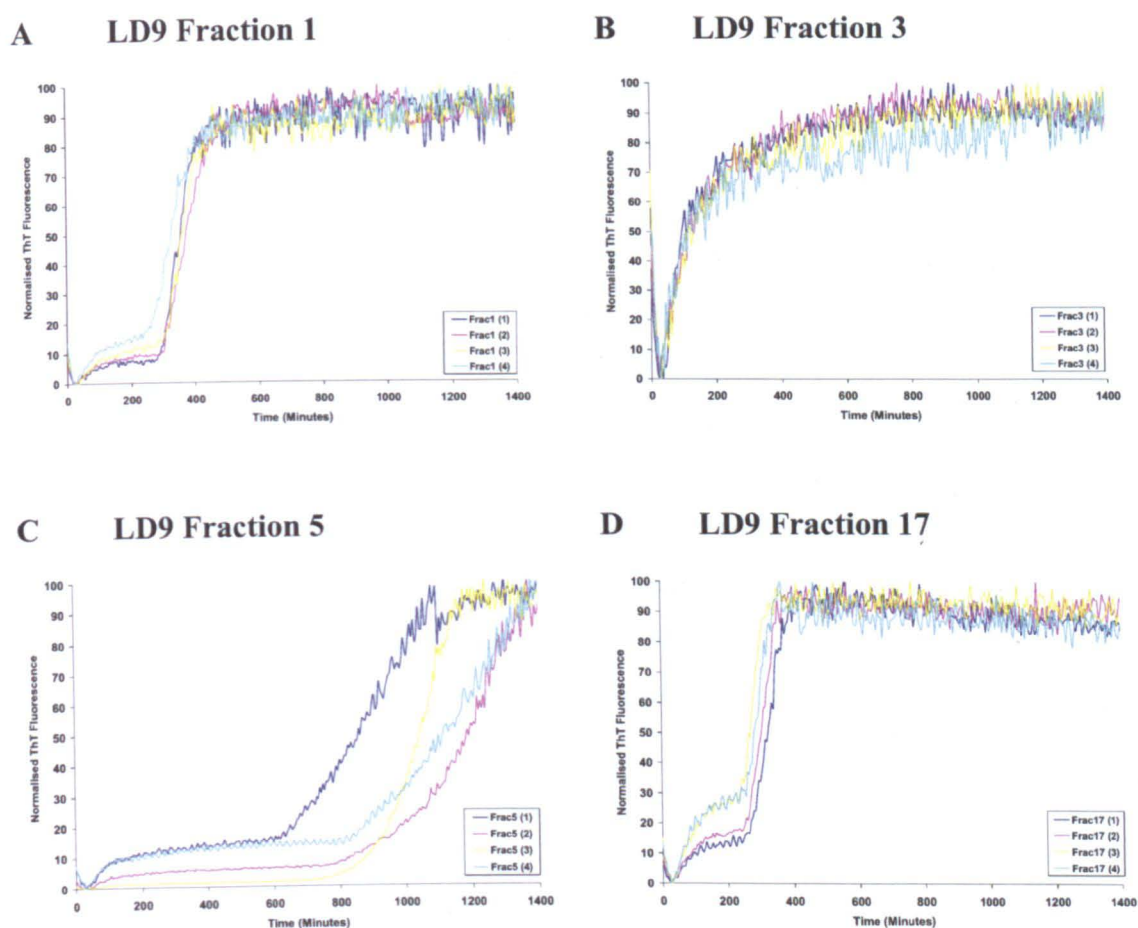 A LD9 Fraction 1
Normalised ThT Fluorescence
100
90
80
70
60
50
40
30
20
10
0
0 200 400 600 800 1000 1200 1400
Time (Minutes)
Frac1 (1)
Frac1 (2)
Frac1 (3)
Frac1 (4)
B LD9 Fraction 3
Normalised ThT Fluorescence
100
90
80
70
60
50
40
30
20
10
0
0 200 400 600 800 1000 1200 1400
Time (Minutes)
Frac3 (1)
Frac3 (2)
Frac3 (3)
Frac3 (4)
C LD9 Fraction 5
Normalised ThT Fluorescence
100
90
80
70
60
50
40
30
20
10
0
0 200 400 600 800 1000 1200 1400
Time (Minutes)
Frac5 (1)
Frac5 (2)
Frac5 (3)
Frac5 (4)
D LD9 Fraction 17
Normalised ThT Fluorescence
100
90
80
70
60
50
40
30
20
10
0
0 200 400 600 800 1000 1200 1400
Time (Minutes)
Frac17 (1)
Frac17 (2)
Frac17 (3)
Frac17 (4)